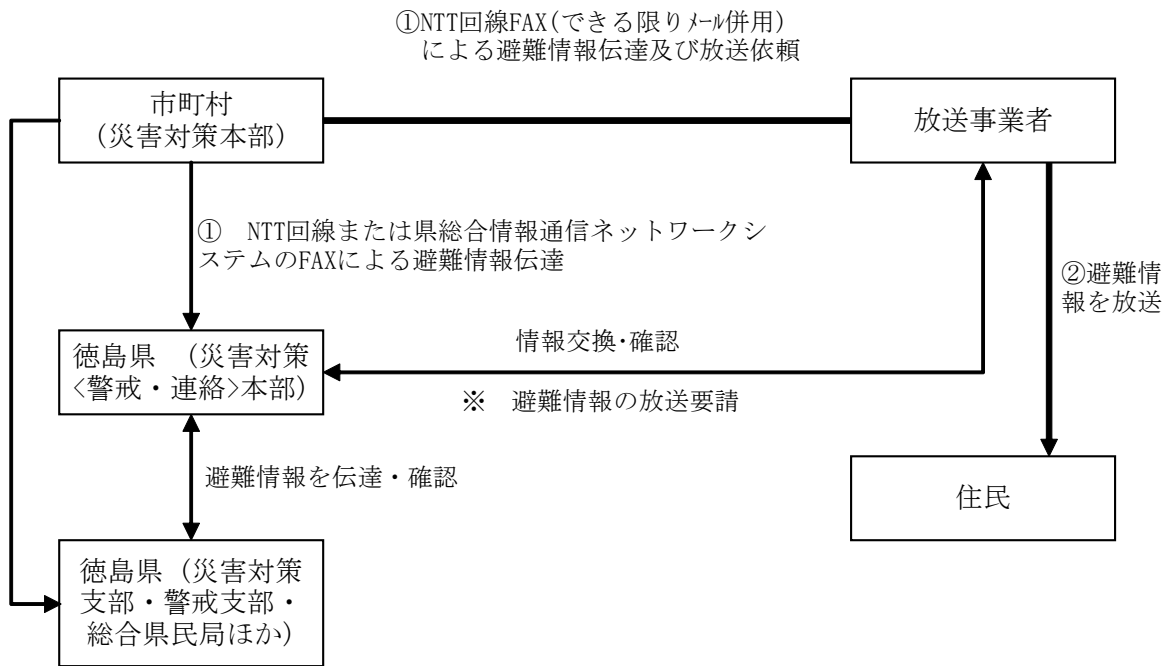 ①NTT回線FAX(できる限りﾒｰﾙ併用)
による避難情報伝達及び放送依頼
市町村
（災害対策本部）
放送事業者
①　NTT回線または県総合情報通信ネットワークシ
ステムのFAXによる避難情報伝達
②避難情
報を放送
徳島県　（災害対策
<警戒・連絡>本部）
情報交換・確認
※　避難情報の放送要請
避難情報を伝達・確認
住民
徳島県（災害対策
支部・警戒支部・
総合県民局ほか）